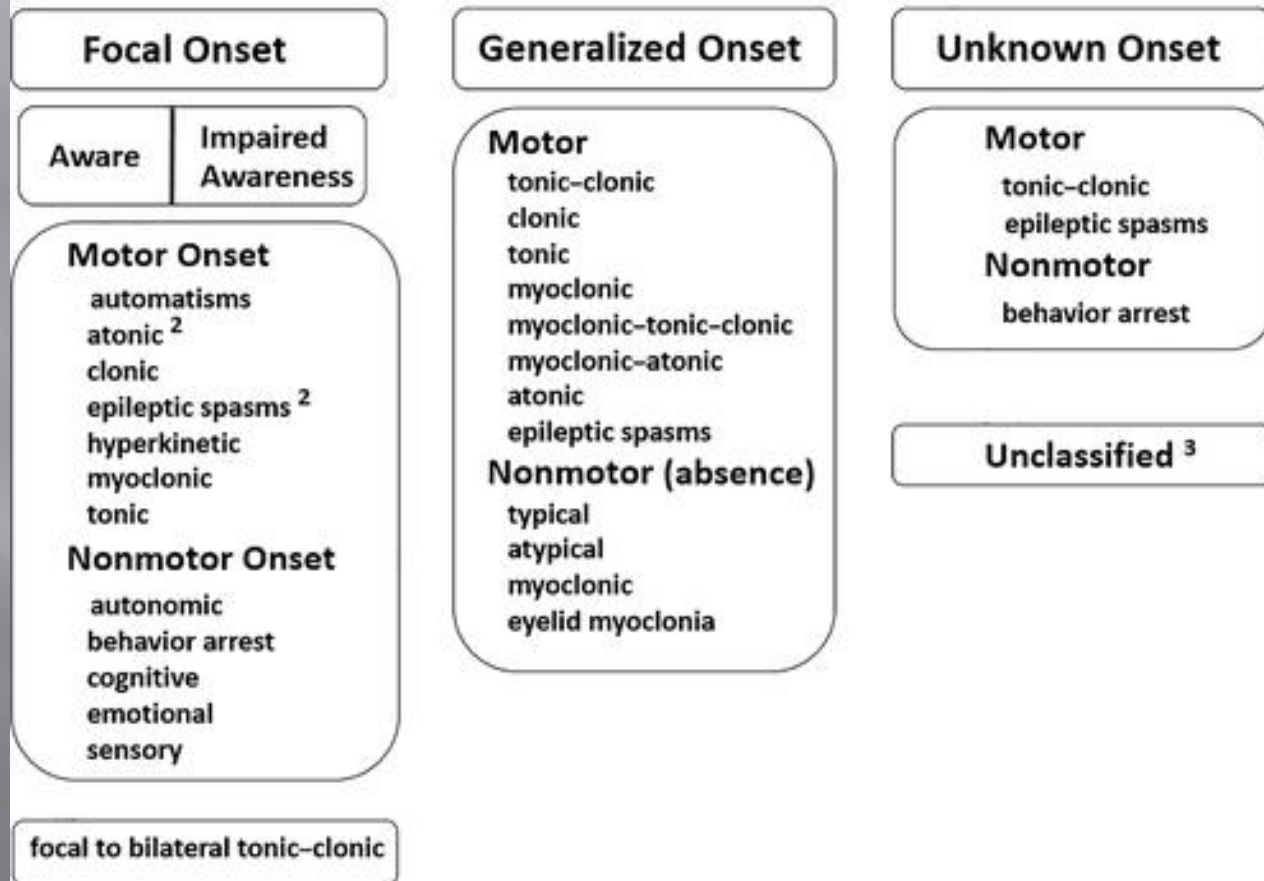 Focal Onset
Aware
Impaired
Awareness
Motor Onset
automatisms
atonic ²
clonic
epileptic spasms ²
hyperkinetic
myoclonic
tonic
Nonmotor Onset
autonomic
behavior arrest
cognitive
emotional
sensory
focal to bilateral tonic–clonic
Generalized Onset
Motor
tonic–clonic
clonic
tonic
myoclonic
myoclonic–tonic–clonic
myoclonic–atonic
atonic
epileptic spasms
Nonmotor (absence)
typical
atypical
myoclonic
eyelid myoclonia
Unknown Onset
Motor
tonic–clonic
epileptic spasms
Nonmotor
behavior arrest
Unclassified ³